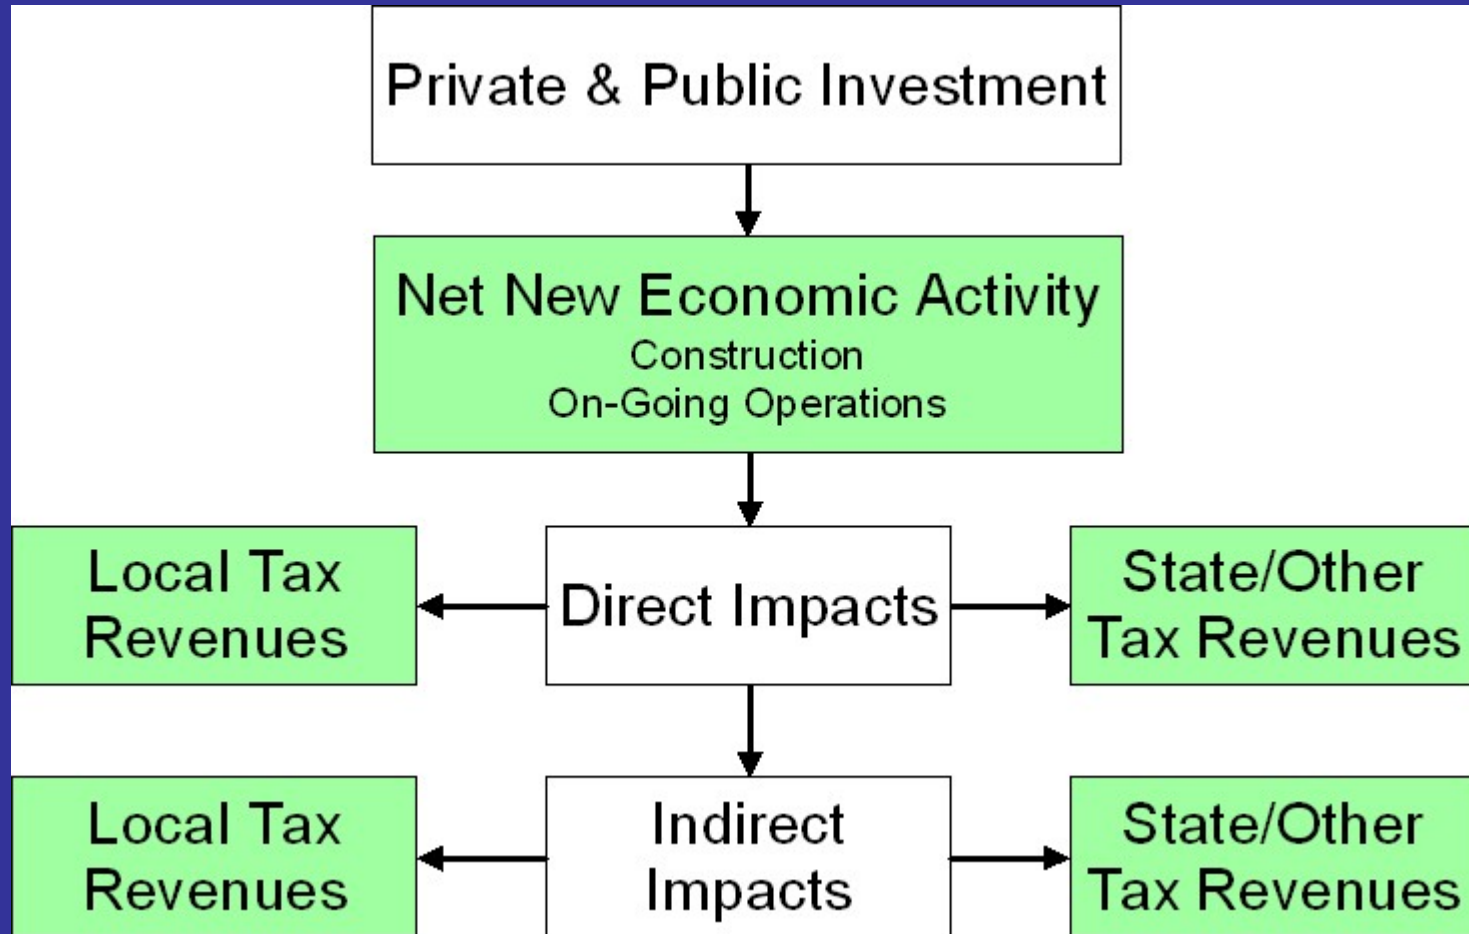 Private & Public Investment
Net New Economic Activity
Construction
On-Going Operations
Local Tax
Revenues
Direct Impacts
State/Other
Tax Revenues
Local Tax
Revenues
Indirect
Impacts
State/Other
Tax Revenues